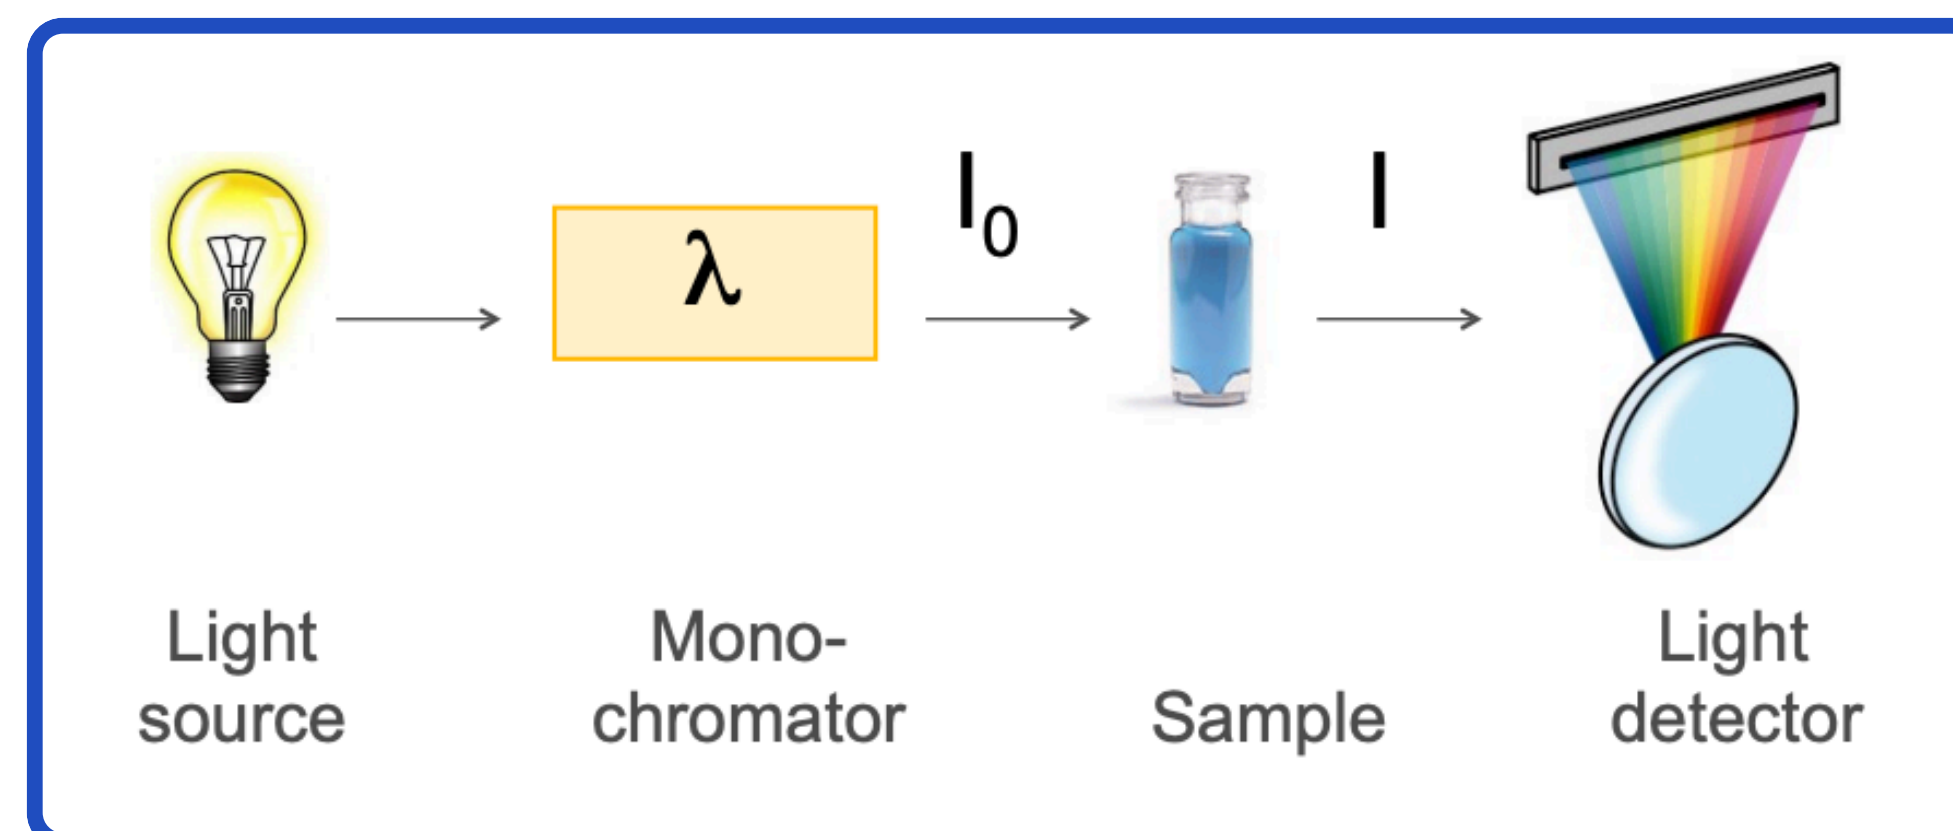 λ
I₀
I
Light
source
Mono-
chromator
Sample
Light
detector